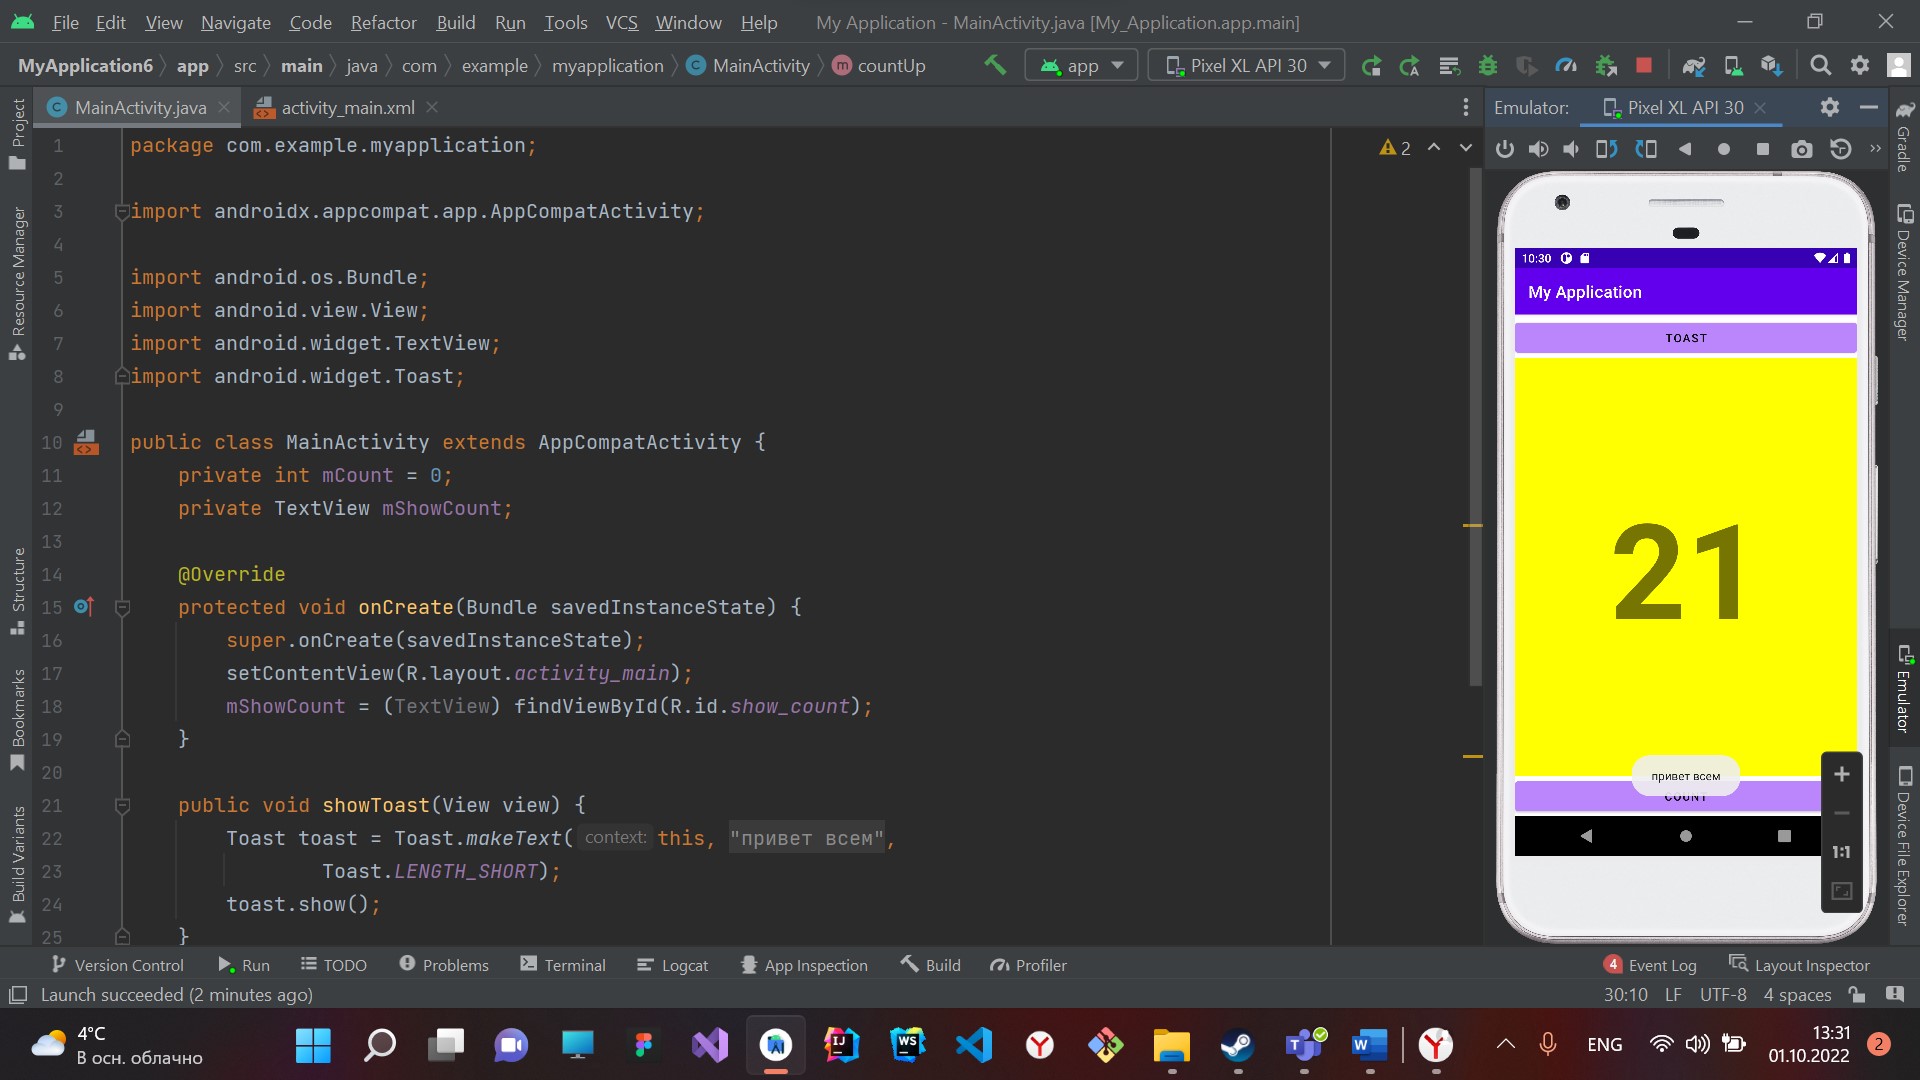 File Edit View Navigate Code Refactor Build Run Tools VCS Window Help My Application - MainActivity.java [My_Application.app.main]
MyApplication6 app src main java com example myapplication C MainActivity m countUp app Pixel XL API 30
C MainActivity.java activity_main.xml
Emulator: Pixel XL API 30
Project
Resource Manager
Structure
Bookmarks
Build Variants
2
1 package com.example.myapplication;
2
3 import androidx.appcompat.app.AppCompatActivity;
4
5 import android.os.Bundle;
6 import android.view.View;
7 import android.widget.TextView;
8 import android.widget.Toast;
9
10 public class MainActivity extends AppCompatActivity {
11 private int mCount = 0;
12 private TextView mShowCount;
13
14 @Override
15 protected void onCreate(Bundle savedInstanceState) {
16 super.onCreate(savedInstanceState);
17 setContentView(R.layout.activity_main);
18 mShowCount = (TextView) findViewById(R.id.show_count);
19 }
20
21 public void showToast(View view) {
22 Toast toast = Toast.makeText( context: this, "привет всем",
23 Toast.LENGTH_SHORT);
24 toast.show();
25 }
10:30
My Application
TOAST
21
привет всем
COUNT
1:1
Gradle
Device Manager
Emulator
Device File Explorer
Version Control Run TODO Problems Terminal Logcat App Inspection Build Profiler 4 Event Log Layout Inspector
Launch succeeded (2 minutes ago) 30:10 LF UTF-8 4 spaces
4°C
В осн. облачно
ENG
13:31
01.10.2022
2